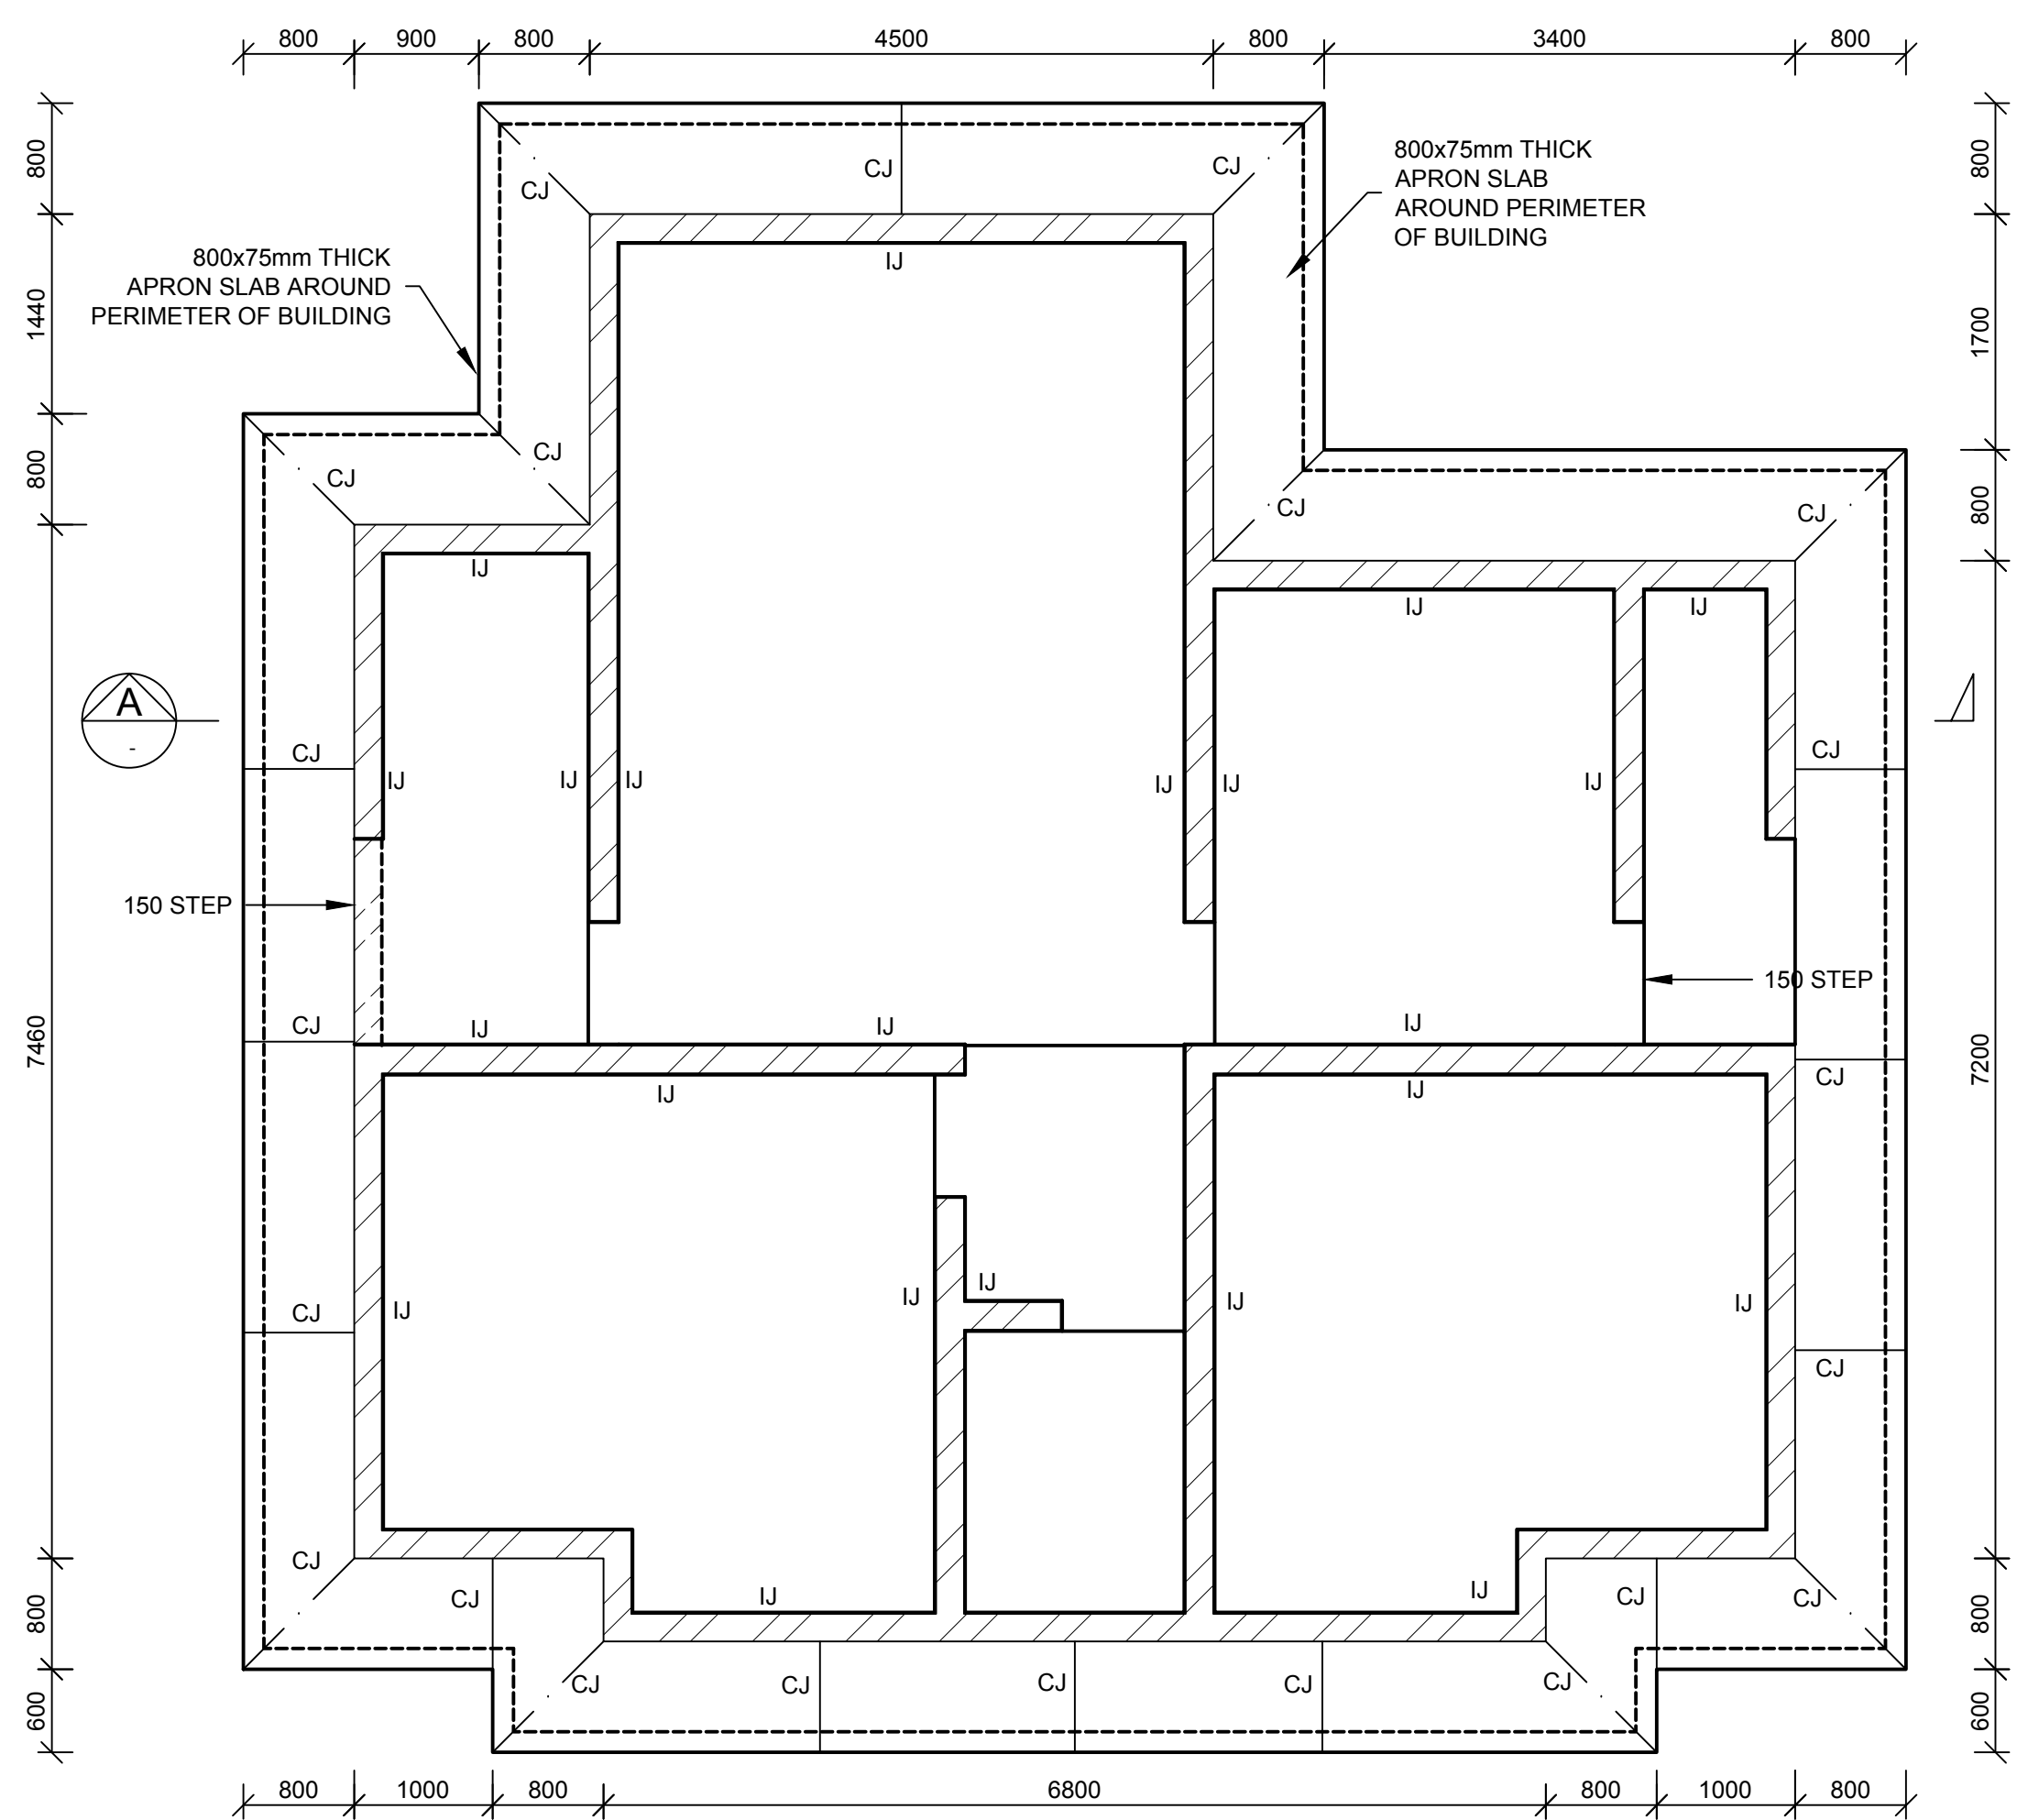 800 900 800 4500 800 3400 800
800
1440
800
7460
800
600
800
1700
800
7200
800
600
800x75mm THICK
APRON SLAB AROUND
PERIMETER OF BUILDING
800x75mm THICK
APRON SLAB
AROUND PERIMETER
OF BUILDING
CJ
CJ
CJ
IJ
CJ
CJ
CJ
CJ
IJ
IJ
IJ
A
-
CJ
CJ
IJ
IJ
IJ
IJ
IJ
IJ
150 STEP
150 STEP
CJ
IJ
IJ
IJ
CJ
IJ
IJ
IJ
CJ
IJ
IJ
IJ
IJ
IJ
CJ
CJ
CJ
IJ
IJ
CJ
CJ
CJ
CJ
CJ
CJ
CJ
800 1000 800 6800 800 1000 800